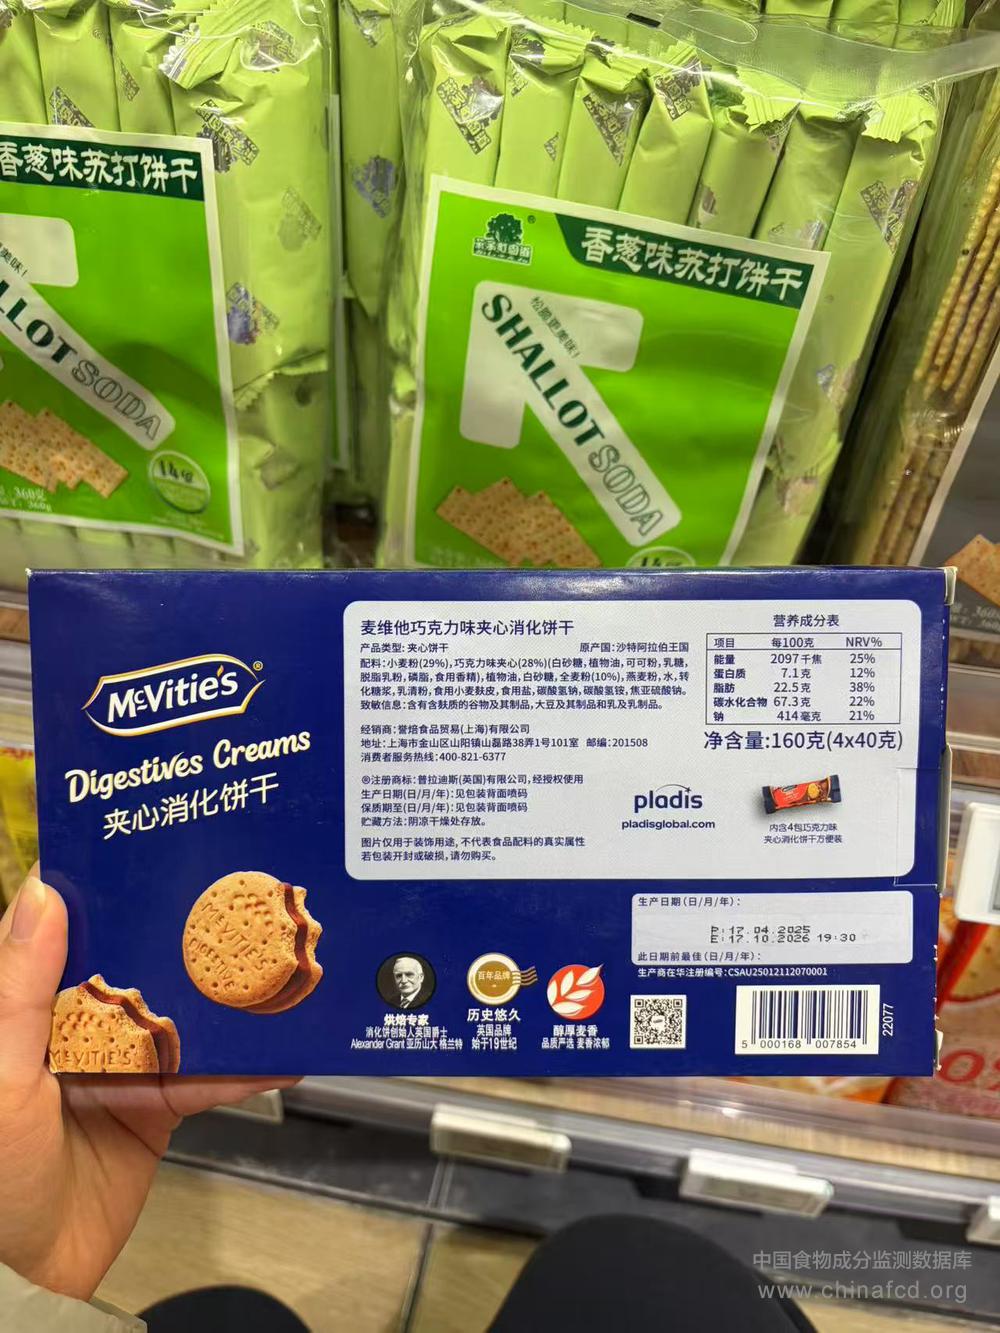 香葱味苏打饼干
LLOT SODA
360克
香葱味苏打饼干
松脆更美味!
SHALLOT SODA
McVitie's®
Digestives Creams
夹心消化饼干
麦维他巧克力味夹心消化饼干
产品类型: 夹心饼干 原产国:沙特阿拉伯王国
配料:小麦粉(29%),巧克力味夹心(28%)(白砂糖,植物油,可可粉,乳糖,
脱脂乳粉,磷脂,食用香精),植物油,白砂糖,全麦粉(10%),燕麦粉,水,转
化糖浆,乳清粉,食用小麦麸皮,食用盐,碳酸氢钠,碳酸氢铵,焦亚硫酸钠。
致敏信息:含有含麸质的谷物及其制品,大豆及其制品和乳及乳制品。
经销商:誉焙食品贸易(上海)有限公司
地址:上海市金山区山阳镇山磊路38弄1号101室 邮编:201508
消费者服务热线:400-821-6377
®注册商标:普拉迪斯(英国)有限公司,经授权使用
生产日期(日/月/年):见包装背面喷码
保质期至(日/月/年):见包装背面喷码
贮藏方法:阴凉干燥处存放。
图片仅用于装饰用途,不代表食品配料的真实属性
若包装开封或破损,请勿购买。
营养成分表
项目 每100克 NRV%
能量 2097千焦 25%
蛋白质 7.1克 12%
脂肪 22.5克 38%
碳水化合物 67.3克 22%
钠 414毫克 21%
净含量:160克(4x40克)
pladis
pladisglobal.com
内含4包巧克力味
夹心消化饼干方便装
生产日期(日/月/年):
P:17.04.2025
E:17.10.2026 19:30
此日期前最佳(日/月/年):
生产商在华注册编号:CSAU25012112070001
烘焙专家
消化饼创始人英国爵士
Alexander Grant 亚历山大 格兰特
百年品牌
历史悠久
英国品牌
始于19世纪
醇厚麦香
品质严选 麦香浓郁
5 000168 007854
22077
McVITIE'S
DIGESTIVE
McVITIE'S
中国食物成分监测数据库
www.chinafcd.org